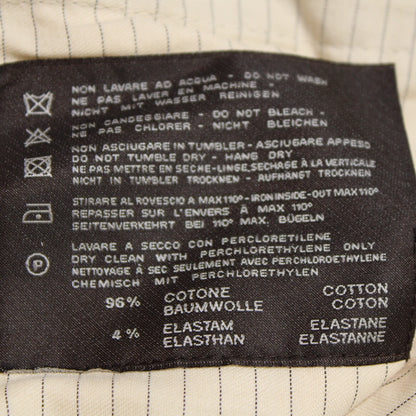 NON LAVARE AD ACQUA - DO NOT WASH
NE PAS LAVER EN MACHINE -
NICHT MIT WASSER REINIGEN
NON CANDEGGIARE - DO NOT BLEACH -
NE PAS CHLORER - NICHT BLEICHEN
NON ASCIUGARE IN TUMBLER - ASCIUGARE APPESO
DO NOT TUMBLE DRY - HANG DRY
NE PAS METTRE EN SECHE-LINGE, SECHAGE À LA VERTICALE
NICHT IN TUMBLER TROCKNEN - AUFHÄNGT TROCKNEN
STIRARE AL ROVESCIO A MAX 110° - IRON INSIDE-OUT MAX 110°
REPASSER SUR L'ENVERS À MAX 110°
SEITENVERKEHRT BEI 110° MAX. BÜGELN
P
LAVARE A SECCO CON PERCLORETILENE
DRY CLEAN WITH PERCHLORETHYLENE ONLY
NETTOYAGE À SEC SEULEMENT AVEC PERCHLOROETHYLENE
CHEMISCH MIT PERCHLORETHYLEN
96% COTONE COTTON
BAUMWOLLE COTON
4% ELASTAM ELASTANE
ELASTHAN ELASTANNE